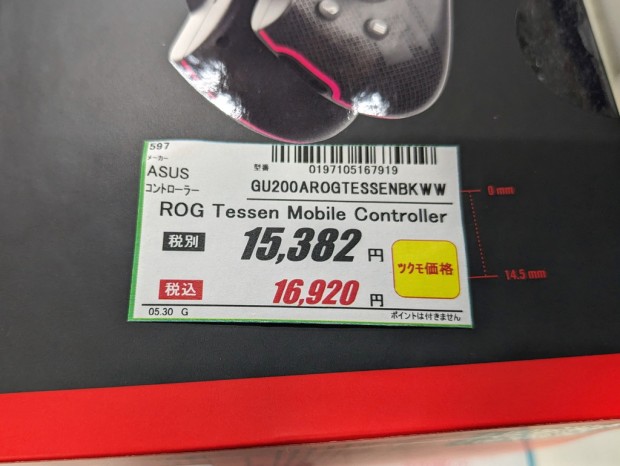 597
メーカー
ASUS
コントローラー
型番
0197105167919
GU200AROGTESSENBKWW
ROG Tessen Mobile Controller
税別 15,382 円
ツクモ価格
税込 16,920 円
05.30 G
ポイントは付きません
0 mm
14.5 mm